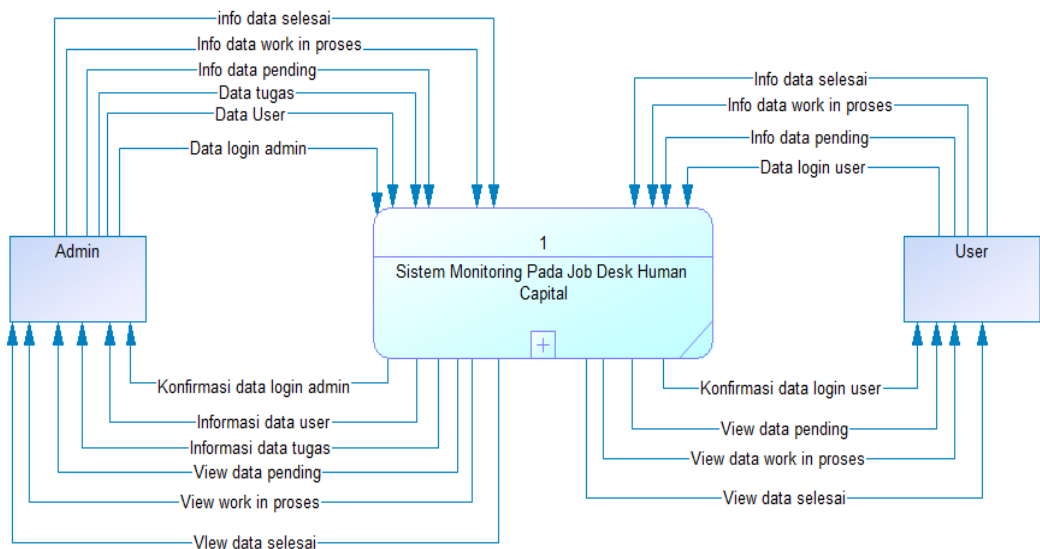 info data selesai
Info data work in proses
Info data pending
Data tugas
Data User
Data login admin
Info data selesai
Info data work in proses
Info data pending
Data login user
Admin
1
Sistem Monitoring Pada Job Desk Human
Capital
User
Konfirmasi data login admin
Informasi data user
Informasi data tugas
View data pending
View work in proses
VIew data selesai
Konfirmasi data login user
View data pending
View data work in proses
View data selesai